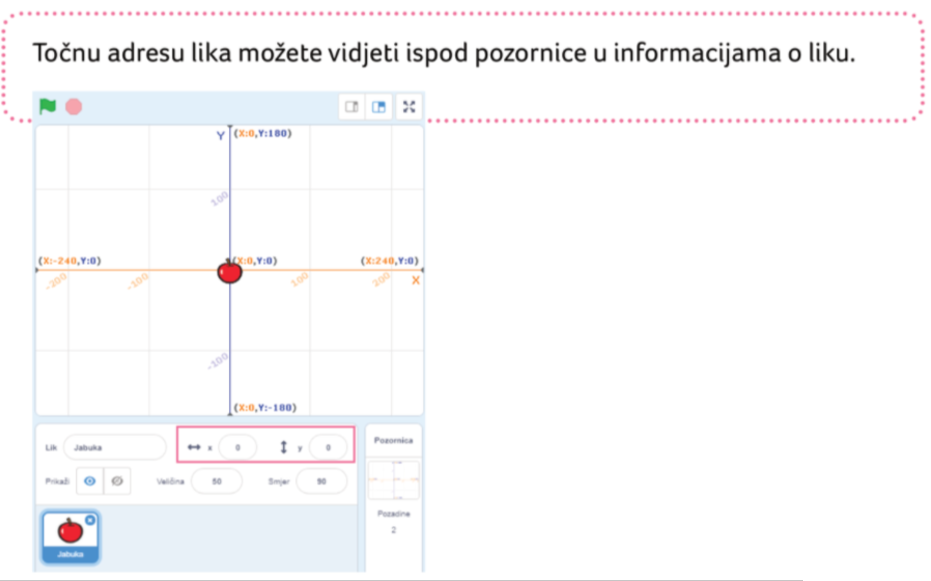 Točnu adresu lika možete vidjeti ispod pozornice u informacijama o liku.
Y (X:0,Y:180)
100
(X:-240,Y:0) (X:0,Y:0) (X:240,Y:0)
-200 -100 100 200 X
-100
(X:0,Y:-180)
Lik Jabuka x 0 y 0 Pozornica
Prikaži Veličina 50 Smjer 90
Pozadine
2
Jabuka